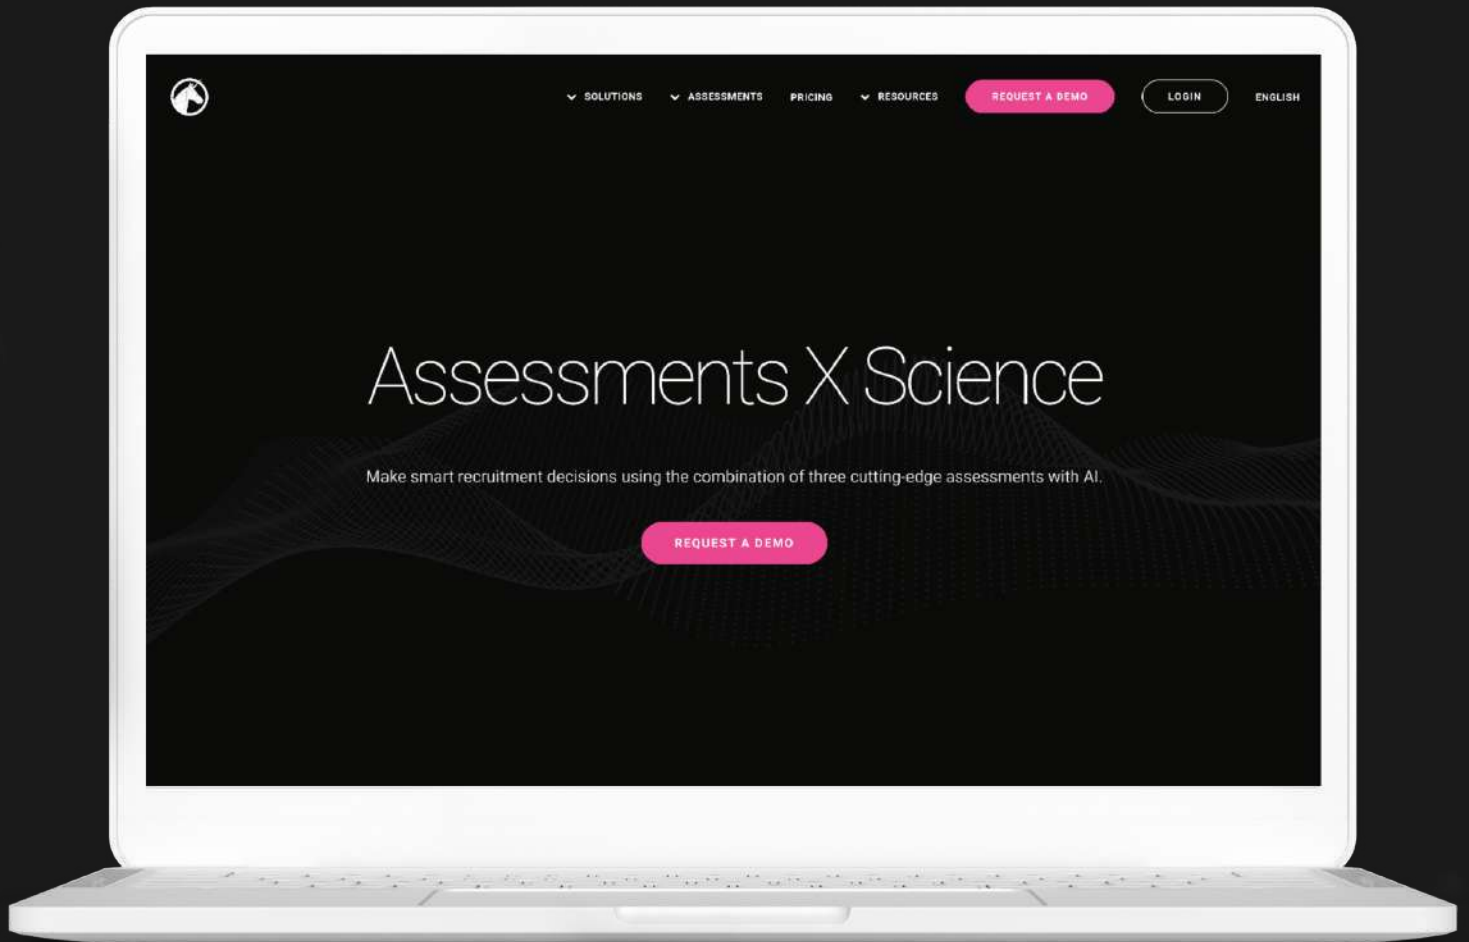 SOLUTIONS ASSESSMENTS PRICING RESOURCES REQUEST A DEMO LOGIN ENGLISH
Assessments X Science
Make smart recruitment decisions using the combination of three cutting-edge assessments with AI.
REQUEST A DEMO